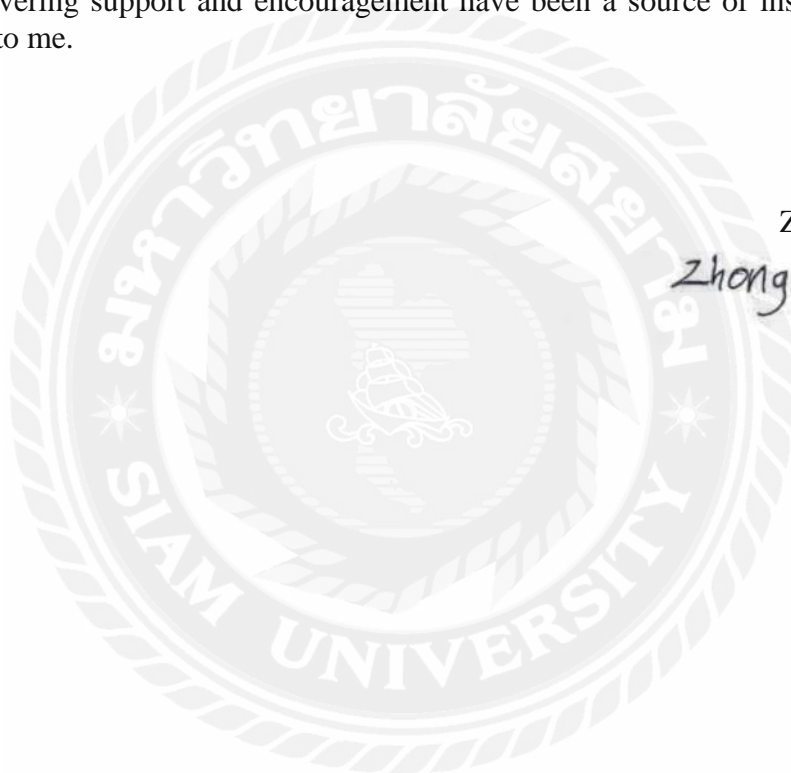 vering support and encouragement have been a source of ins
to me.
มหาวิทยาลัยสยาม
Z
Zhong
SIAM UNIVERSITY